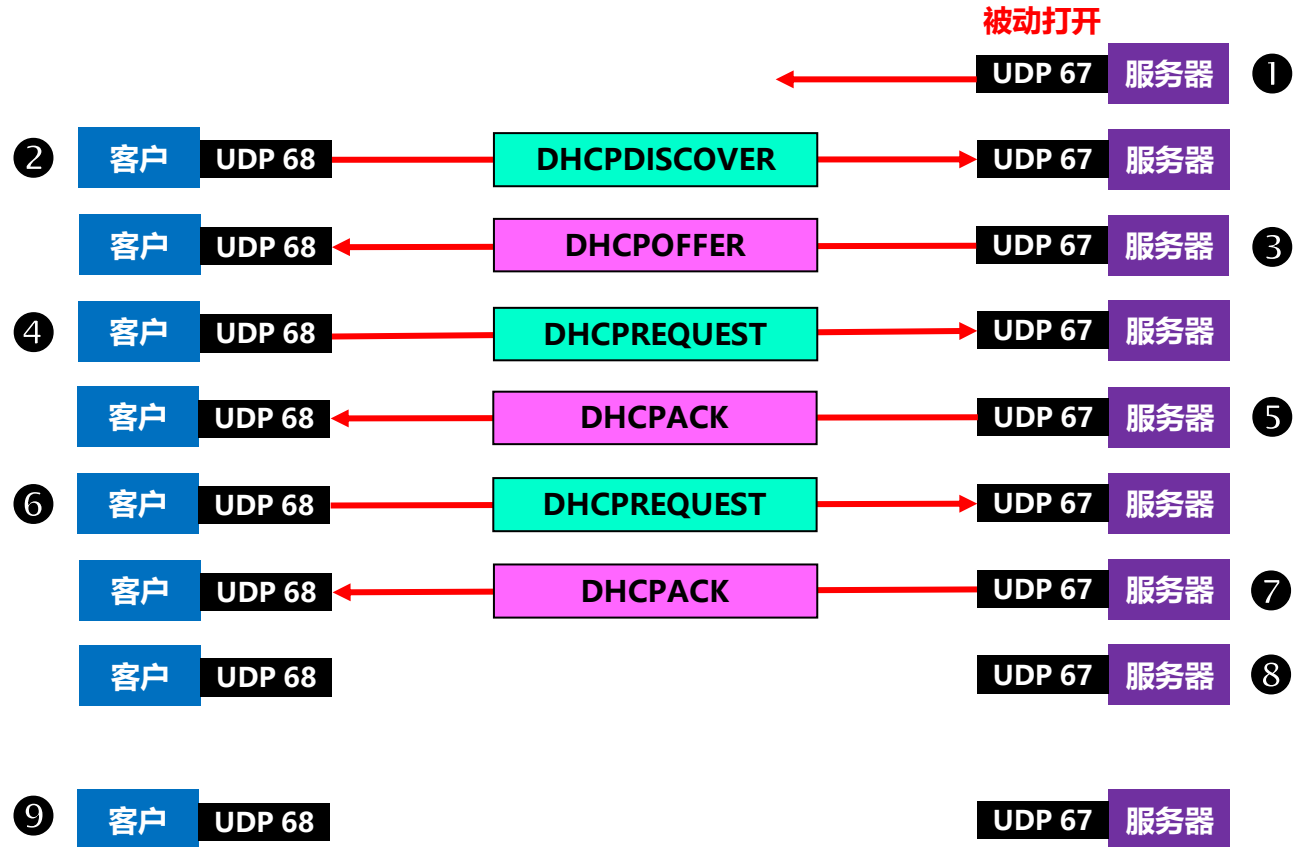 被动打开
UDP 67 服务器 ❶
❷ 客户 UDP 68 DHCPDISCOVER UDP 67 服务器
客户 UDP 68 DHCPOFFER UDP 67 服务器 ❸
❹ 客户 UDP 68 DHCPREQUEST UDP 67 服务器
客户 UDP 68 DHCPACK UDP 67 服务器 ❺
❻ 客户 UDP 68 DHCPREQUEST UDP 67 服务器
客户 UDP 68 DHCPACK UDP 67 服务器 ❼
客户 UDP 68 UDP 67 服务器 ❽
❾ 客户 UDP 68 UDP 67 服务器